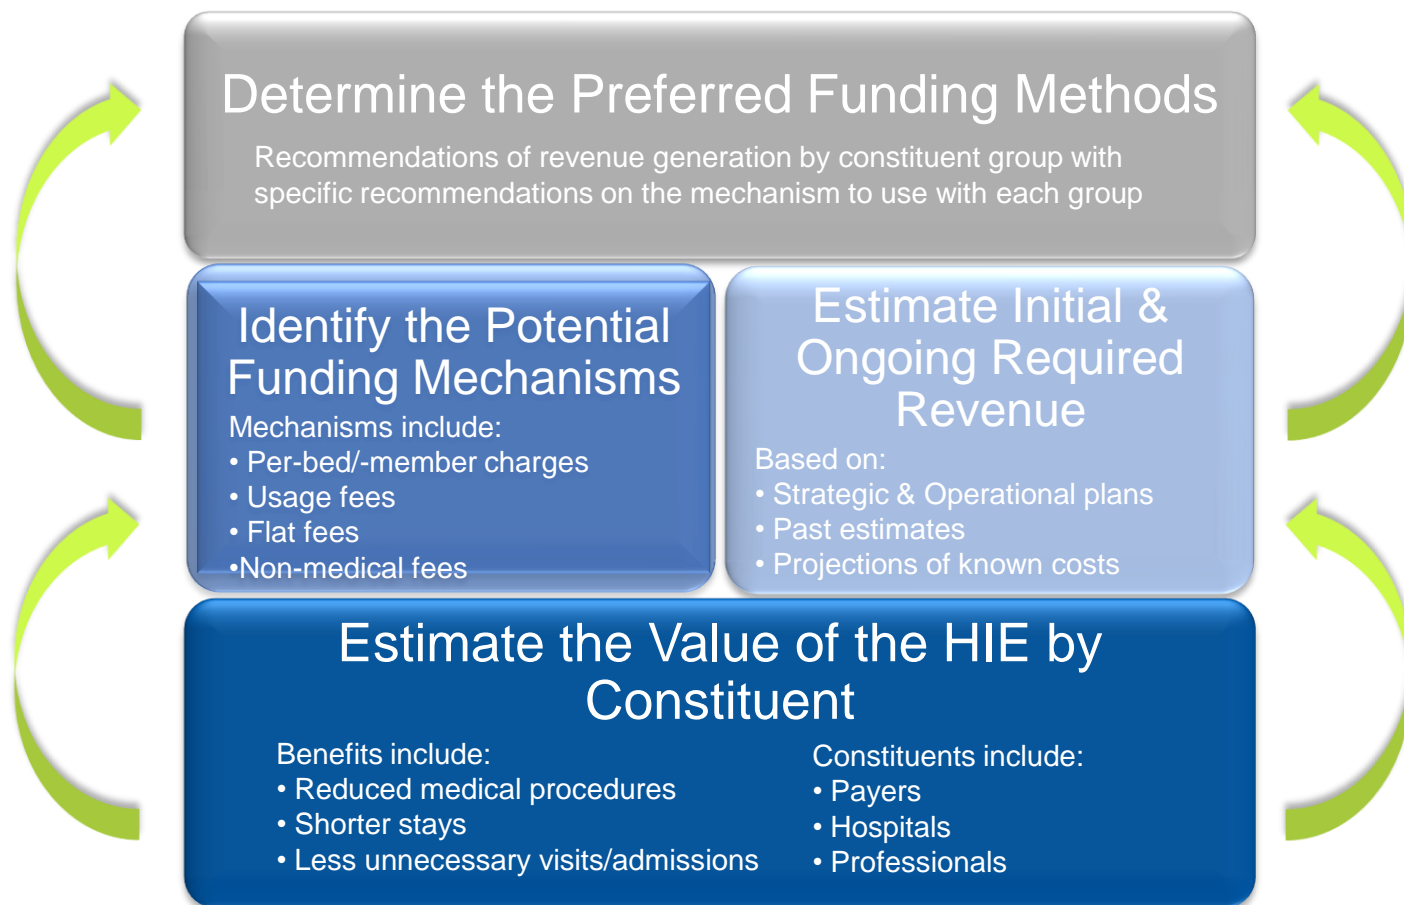 Determine the Preferred Funding Methods
Recommendations of revenue generation by constituent group with
specific recommendations on the mechanism to use with each group
Identify the Potential
Funding Mechanisms
Mechanisms include:
• Per-bed/-member charges
• Usage fees
• Flat fees
•Non-medical fees
Estimate Initial &
Ongoing Required
Revenue
Based on:
• Strategic & Operational plans
• Past estimates
• Projections of known costs
Estimate the Value of the HIE by
Constituent
Benefits include:
• Reduced medical procedures
• Shorter stays
• Less unnecessary visits/admissions
Constituents include:
• Payers
• Hospitals
• Professionals